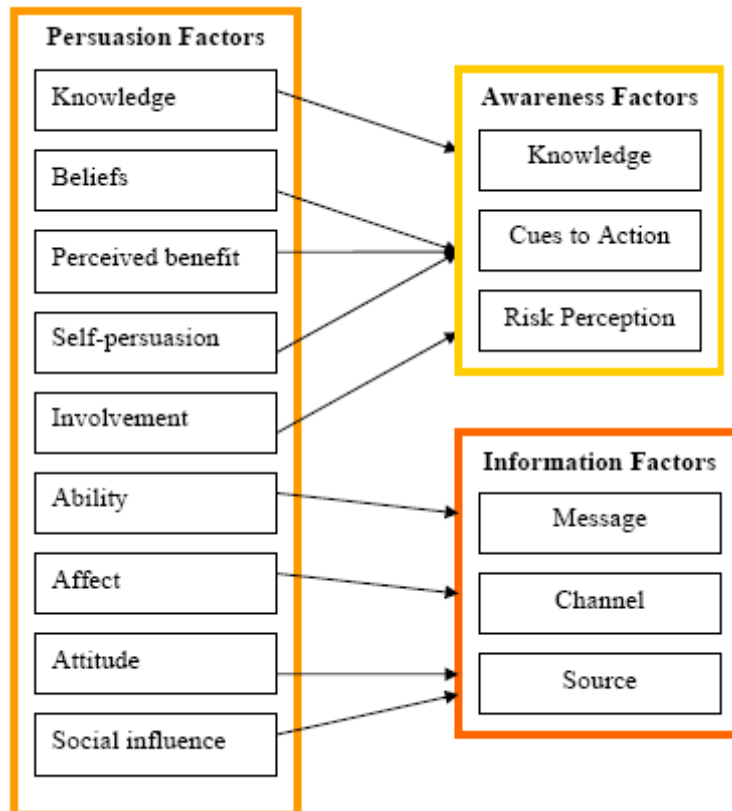 Persuasion Factors
Knowledge
Beliefs
Perceived benefit
Self-persuasion
Involvement
Ability
Affect
Attitude
Social influence
Awareness Factors
Knowledge
Cues to Action
Risk Perception
Information Factors
Message
Channel
Source